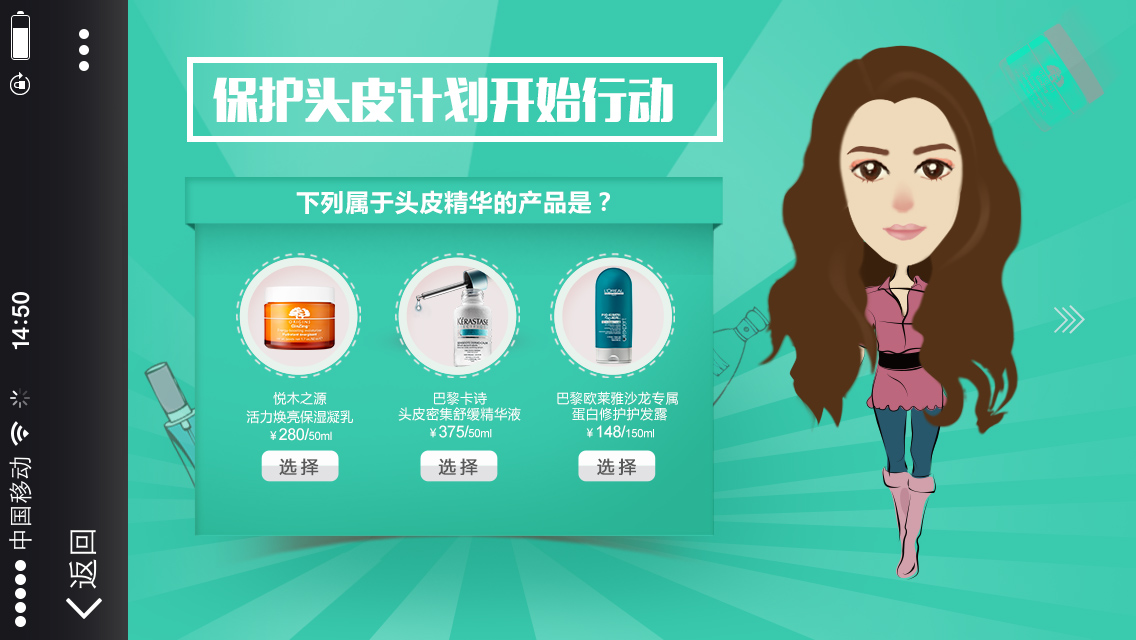 14:50
中国移动
返回
保护头皮计划开始行动
下列属于头皮精华的产品是？
ORIGINS
GinZing
KÉRASTASE
L'ORÉAL
悦木之源
活力焕亮保湿凝乳
￥280/50ml
选择
巴黎卡诗
头皮密集舒缓精华液
￥375/50ml
选择
巴黎欧莱雅沙龙专属
蛋白修护护发露
￥148/150ml
选择